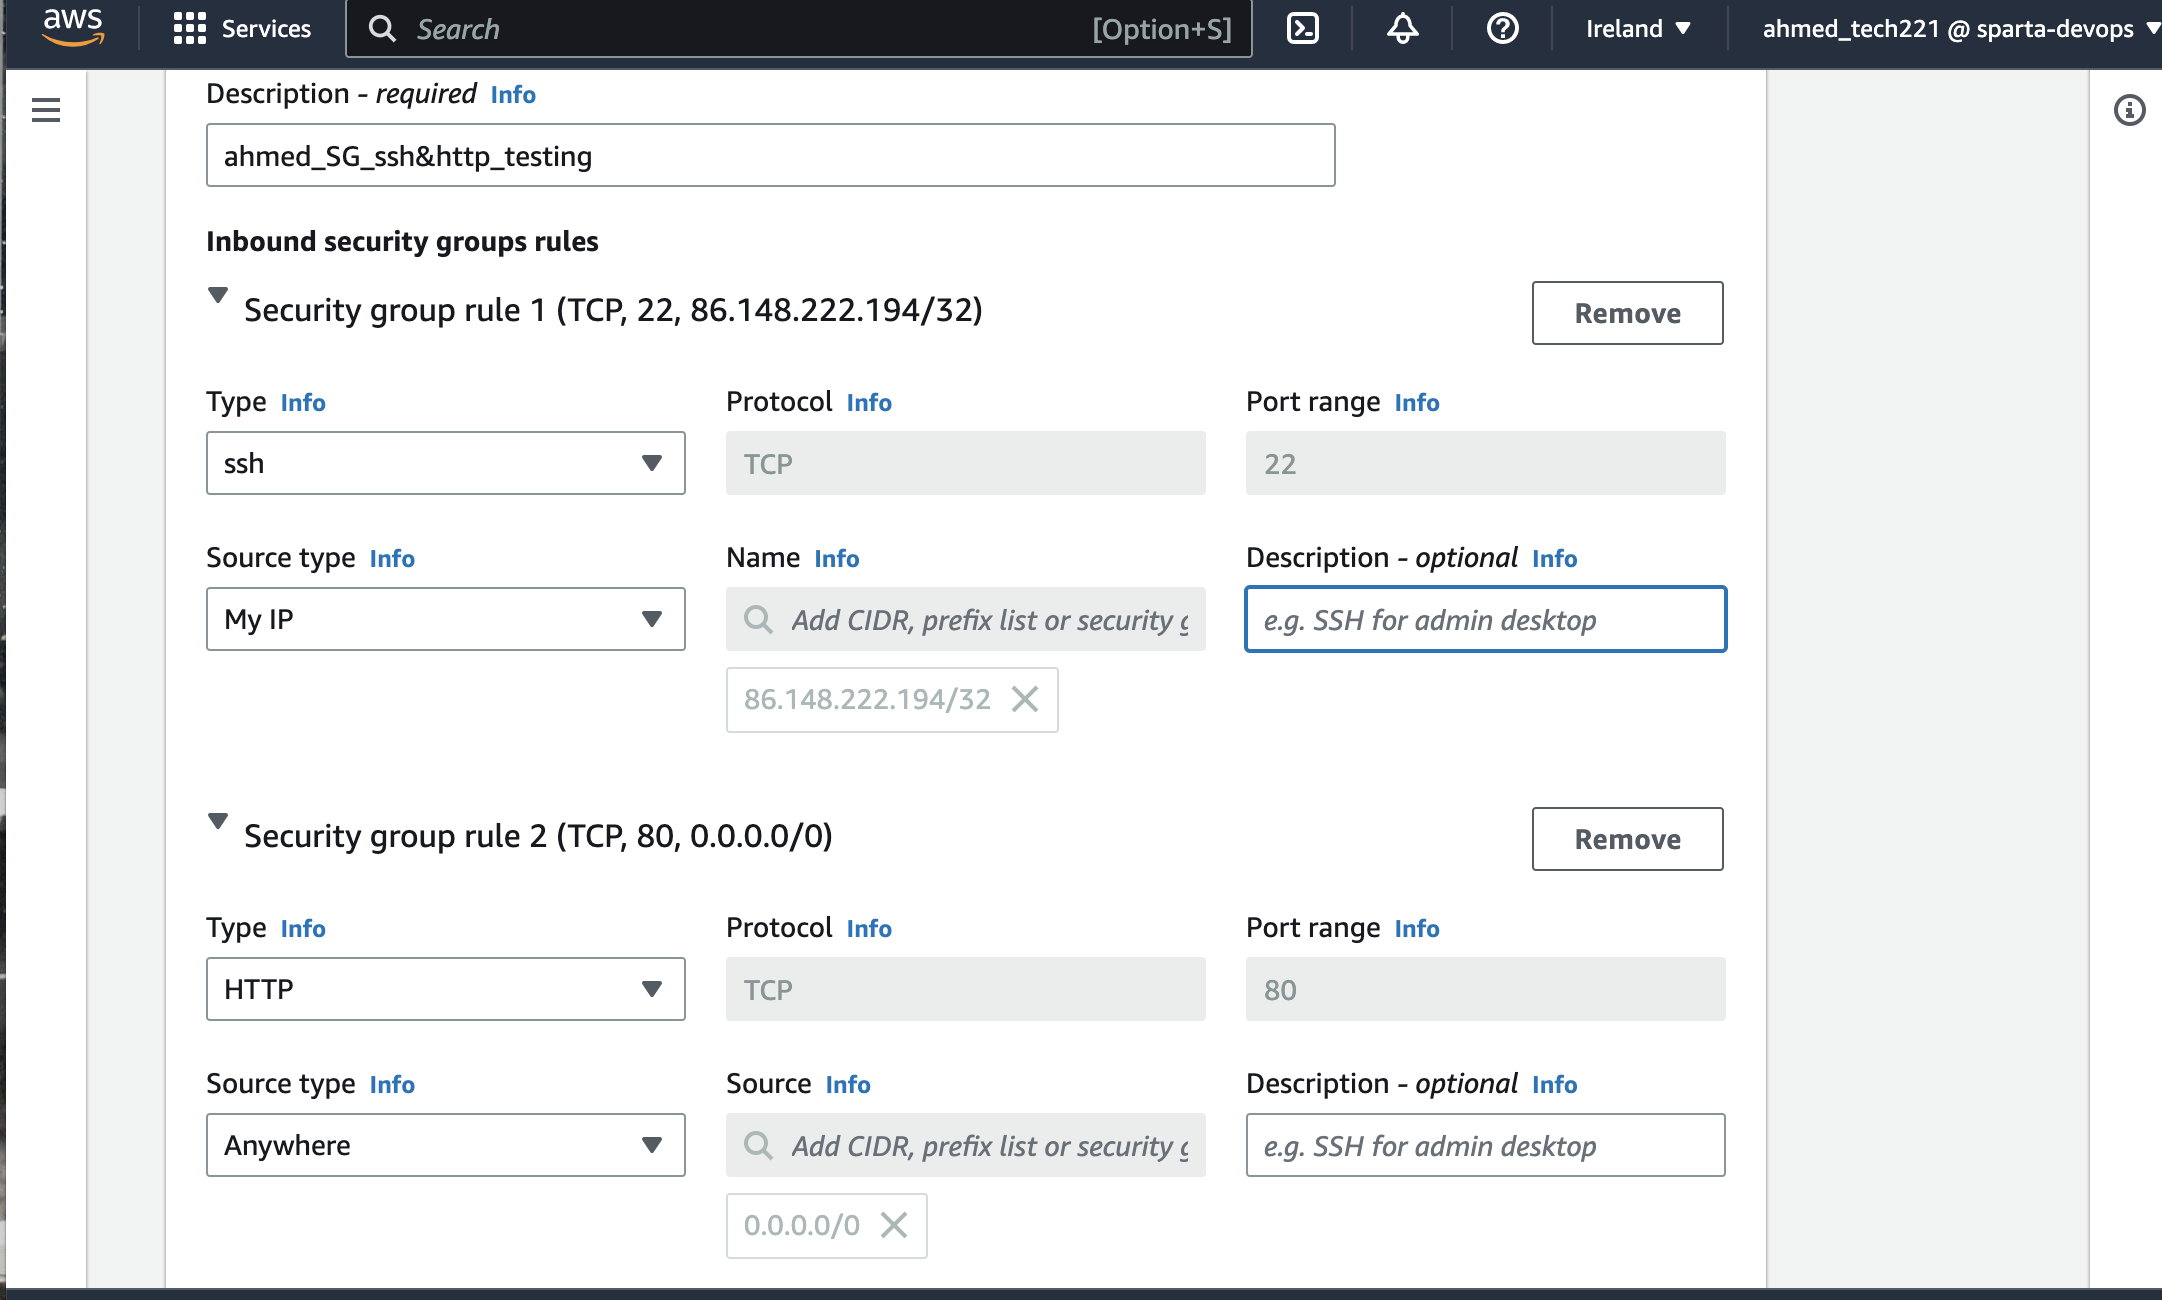 aws Services Search [Option+S] Ireland ahmed_tech221 @ sparta-devops
Description - required Info
ahmed_SG_ssh&http_testing
Inbound security groups rules
Security group rule 1 (TCP, 22, 86.148.222.194/32) Remove
Type Info Protocol Info Port range Info
ssh TCP 22
Source type Info Name Info Description - optional Info
My IP Add CIDR, prefix list or security e.g. SSH for admin desktop
86.148.222.194/32
Security group rule 2 (TCP, 80, 0.0.0.0/0) Remove
Type Info Protocol Info Port range Info
HTTP TCP 80
Source type Info Source Info Description - optional Info
Anywhere Add CIDR, prefix list or security e.g. SSH for admin desktop
0.0.0.0/0